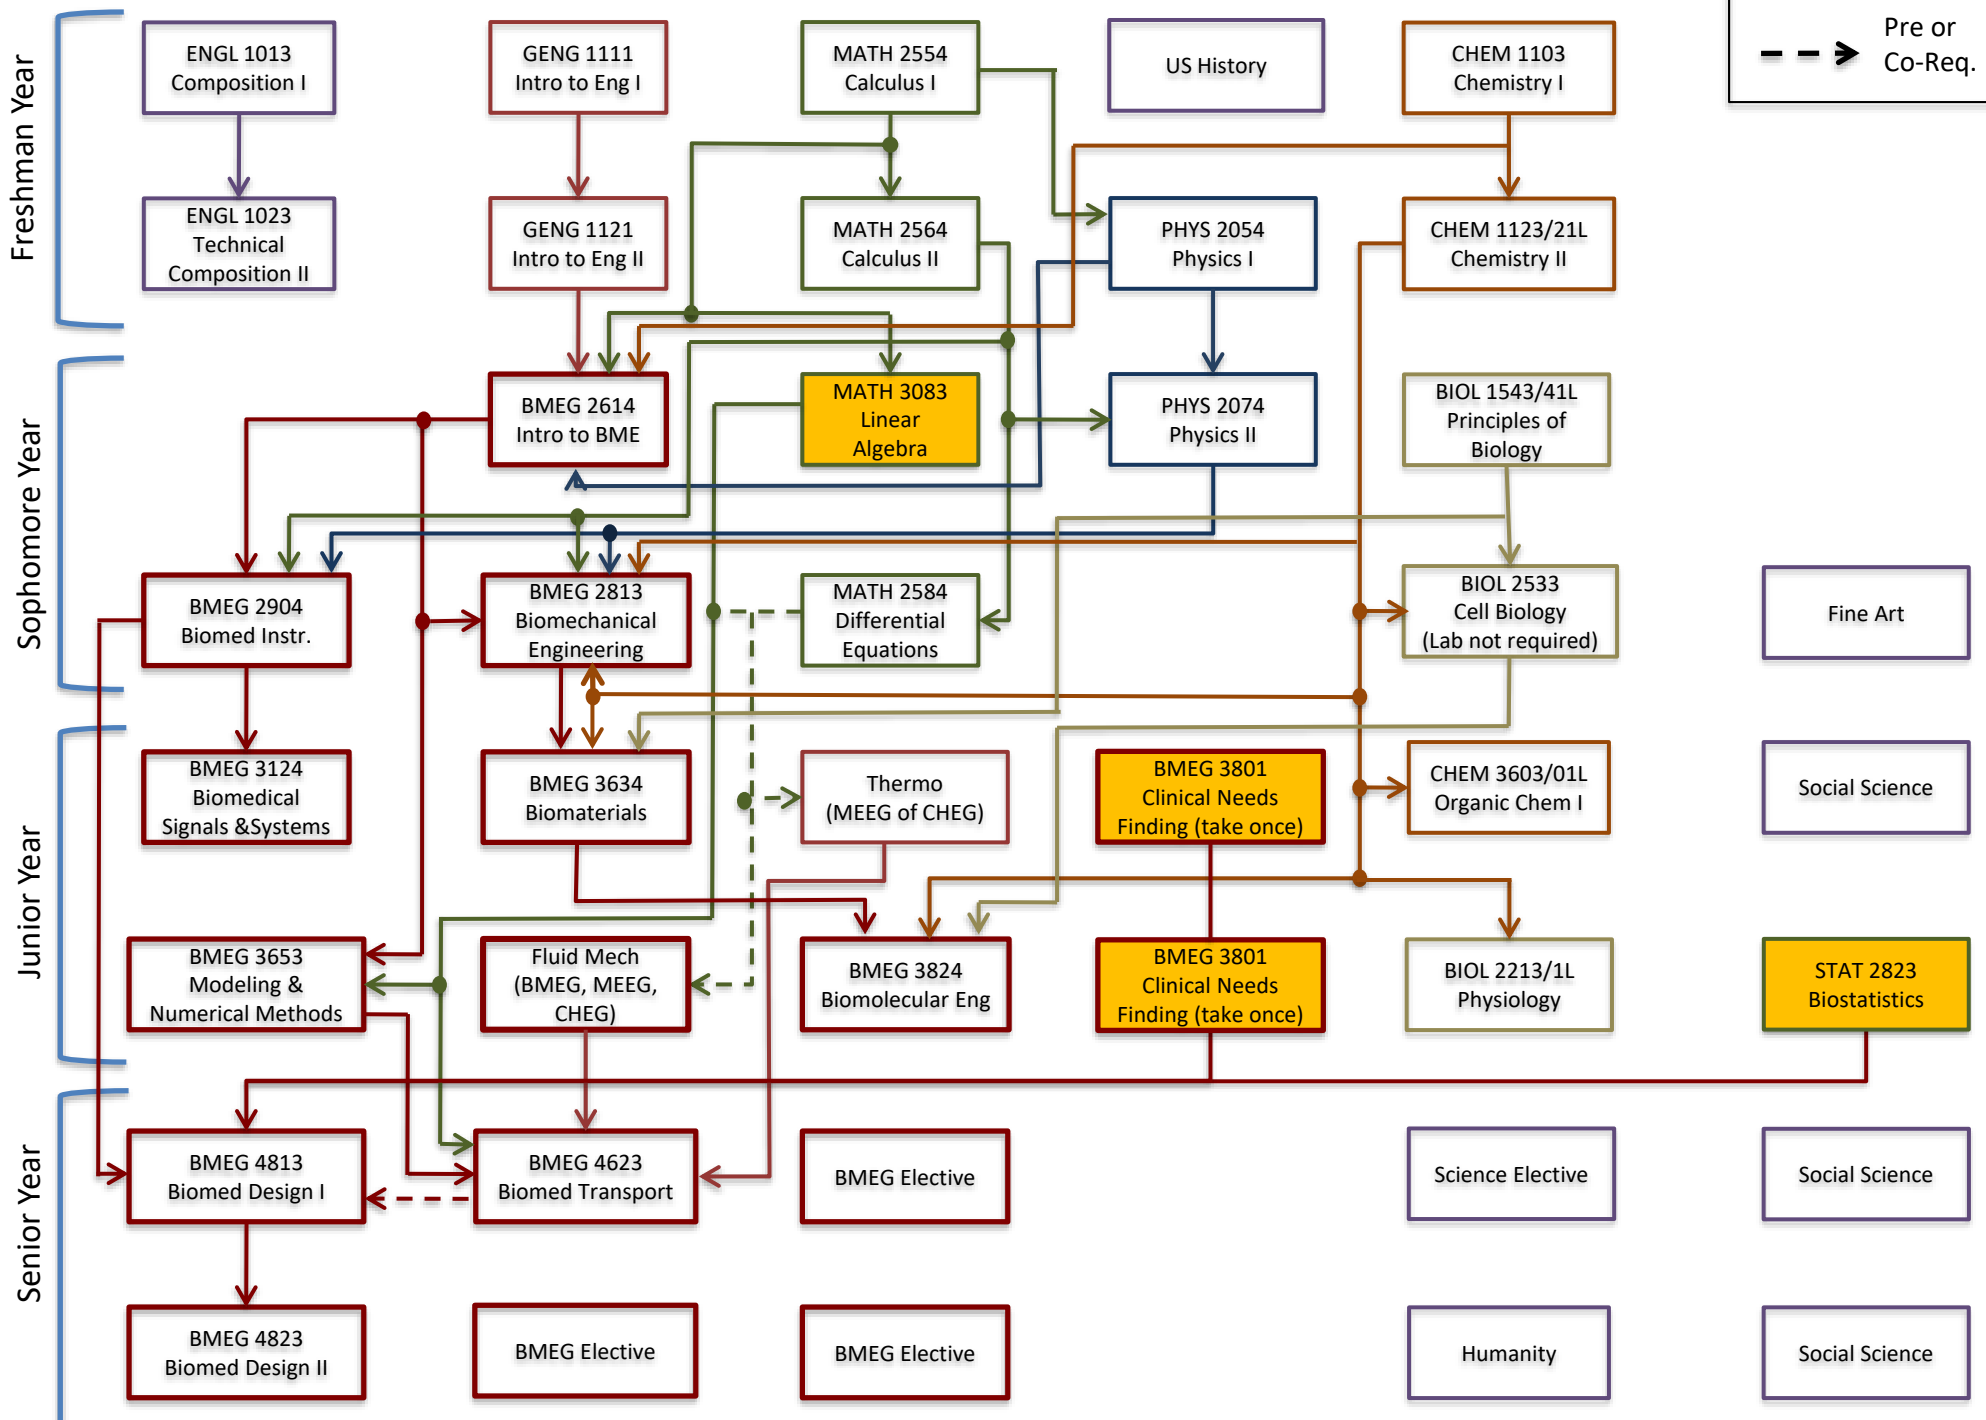 Pre or
Co-Req.
Freshman Year
ENGL 1013
Composition I
GENG 1111
Intro to Eng I
MATH 2554
Calculus I
US History
CHEM 1103
Chemistry I
ENGL 1023
Technical
Composition II
GENG 1121
Intro to Eng II
MATH 2564
Calculus II
PHYS 2054
Physics I
CHEM 1123/21L
Chemistry II
Sophomore Year
BMEG 2614
Intro to BME
MATH 3083
Linear
Algebra
PHYS 2074
Physics II
BIOL 1543/41L
Principles of
Biology
BMEG 2904
Biomed Instr.
BMEG 2813
Biomechanical
Engineering
MATH 2584
Differential
Equations
BIOL 2533
Cell Biology
(Lab not required)
Fine Art
Junior Year
BMEG 3124
Biomedical
Signals &Systems
BMEG 3634
Biomaterials
Thermo
(MEEG of CHEG)
BMEG 3801
Clinical Needs
Finding (take once)
CHEM 3603/01L
Organic Chem I
Social Science
BMEG 3653
Modeling &
Numerical Methods
Fluid Mech
(BMEG, MEEG,
CHEG)
BMEG 3824
Biomolecular Eng
BMEG 3801
Clinical Needs
Finding (take once)
BIOL 2213/1L
Physiology
STAT 2823
Biostatistics
Senior Year
BMEG 4813
Biomed Design I
BMEG 4623
Biomed Transport
BMEG Elective
Science Elective
Social Science
BMEG 4823
Biomed Design II
BMEG Elective
BMEG Elective
Humanity
Social Science